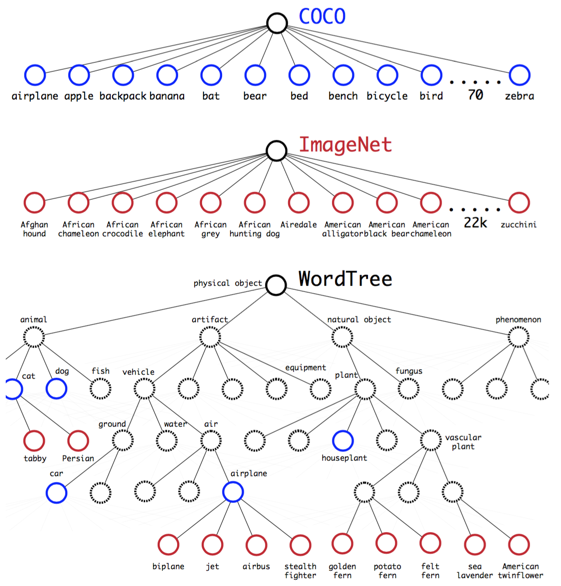 COCO
airplane apple backpack banana bat bear bed bench bicycle bird ..... 70 zebra
ImageNet
Afghan hound
African chameleon
African crocodile
African elephant
African grey
African hunting dog
Airedale
American alligator
American black bear
American chameleon
..... 22k
zucchini
WordTree
physical object
animal
artifact
natural object
phenomenon
cat
dog
fish
vehicle
equipment
plant
fungus
ground
water
air
tabby
Persian
houseplant
vascular plant
car
airplane
biplane
jet
airbus
stealth fighter
golden fern
potato fern
felt fern
sea lavender
American twinflower